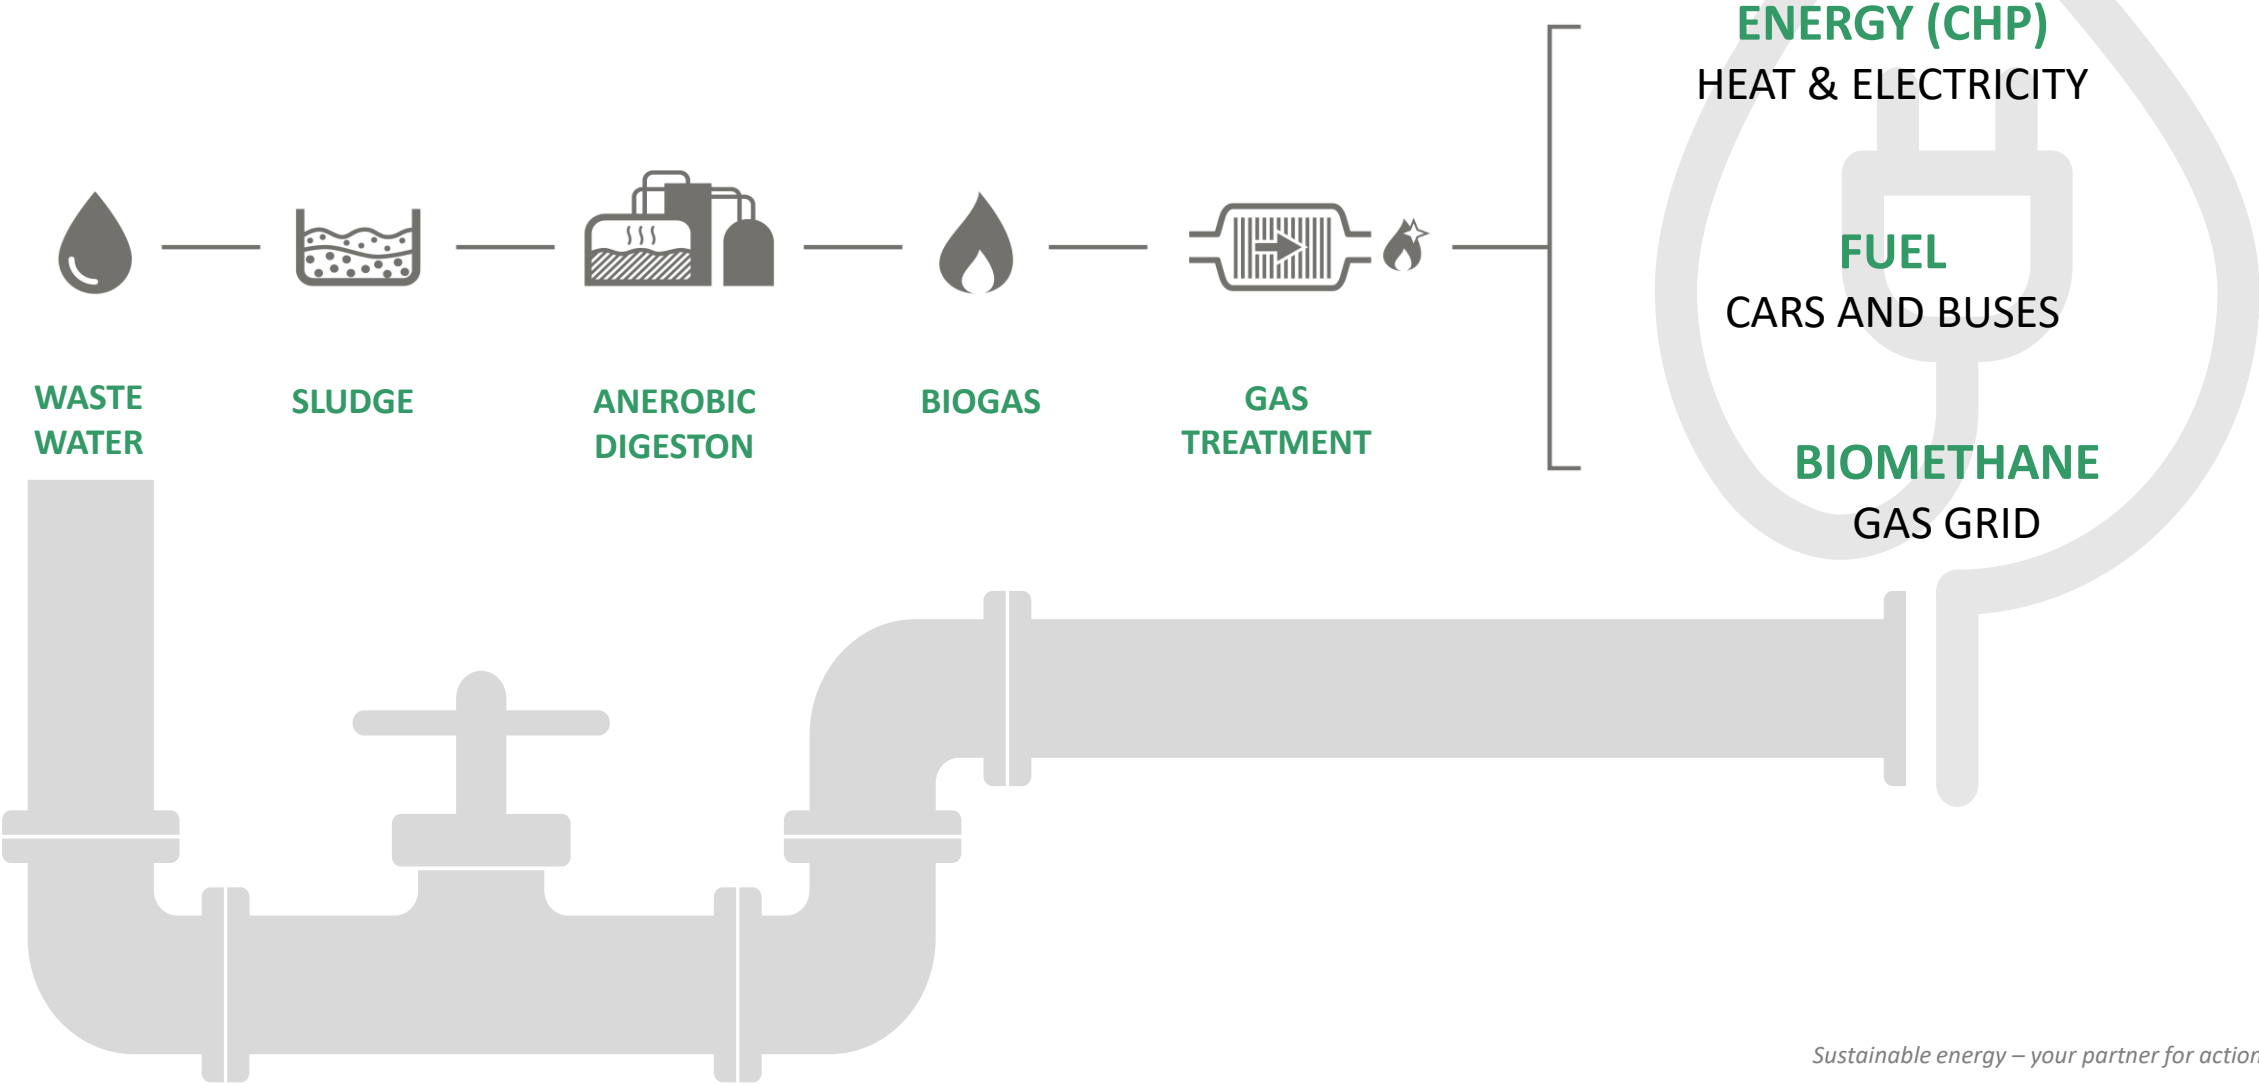 WASTE
WATER
SLUDGE
ANEROBIC
DIGESTON
BIOGAS
GAS
TREATMENT
ENERGY (CHP)
HEAT & ELECTRICITY
FUEL
CARS AND BUSES
BIOMETHANE
GAS GRID
Sustainable energy – your partner for action